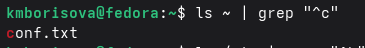 kmborisova@fedora:~$ ls ~ | grep "^c"
conf.txt